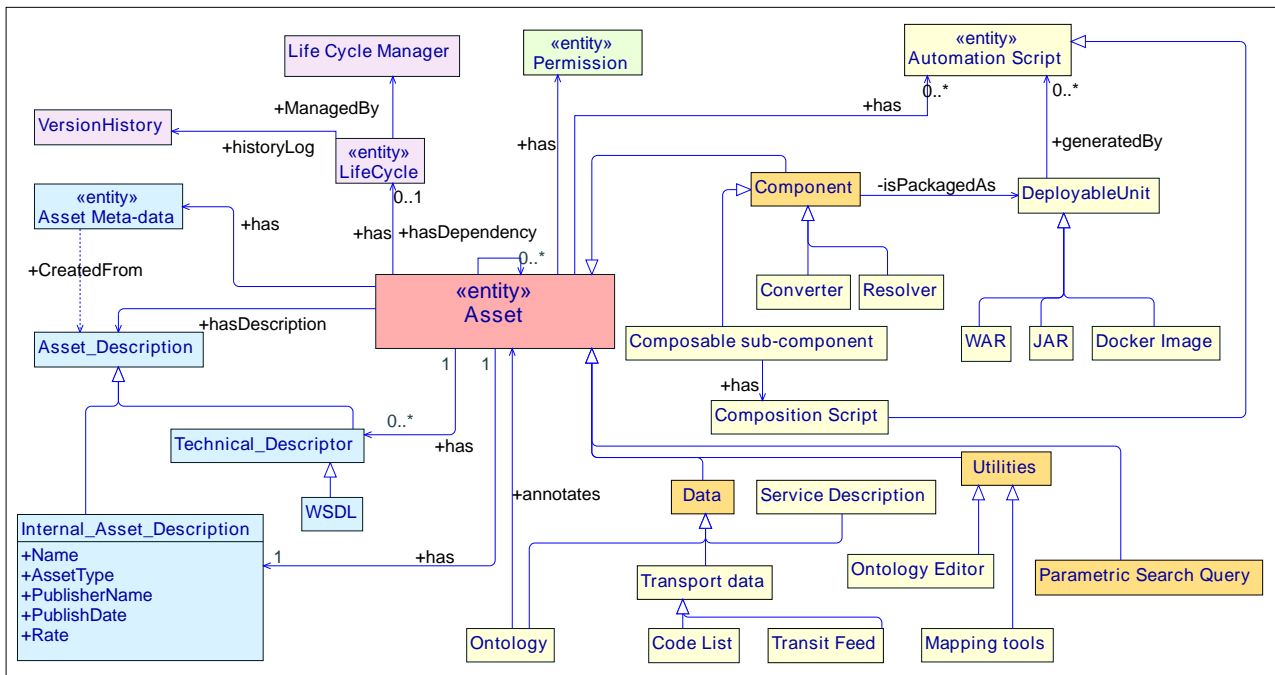 Life Cycle Manager
«entity»
Permission
«entity»
Automation Script
+ManagedBy
0..*
0..*
+has
VersionHistory
+historyLog
+has
+generatedBy
«entity»
LifeCycle
0..1
Component
-isPackagedAs
DeployableUnit
«entity»
Asset Meta-data
+has
+has
+hasDependency
0..*
+CreatedFrom
Converter
Resolver
«entity»
Asset
+hasDescription
Asset_Description
Composable sub-component
WAR
JAR
Docker Image
1
1
+has
Composition Script
0..*
Technical_Descriptor
+has
Utilities
Data
Service Description
+annotates
WSDL
Internal_Asset_Description
+Name
+AssetType
+PublisherName
+PublishDate
+Rate
1
+has
Transport data
Ontology Editor
Parametric Search Query
Ontology
Code List
Transit Feed
Mapping tools